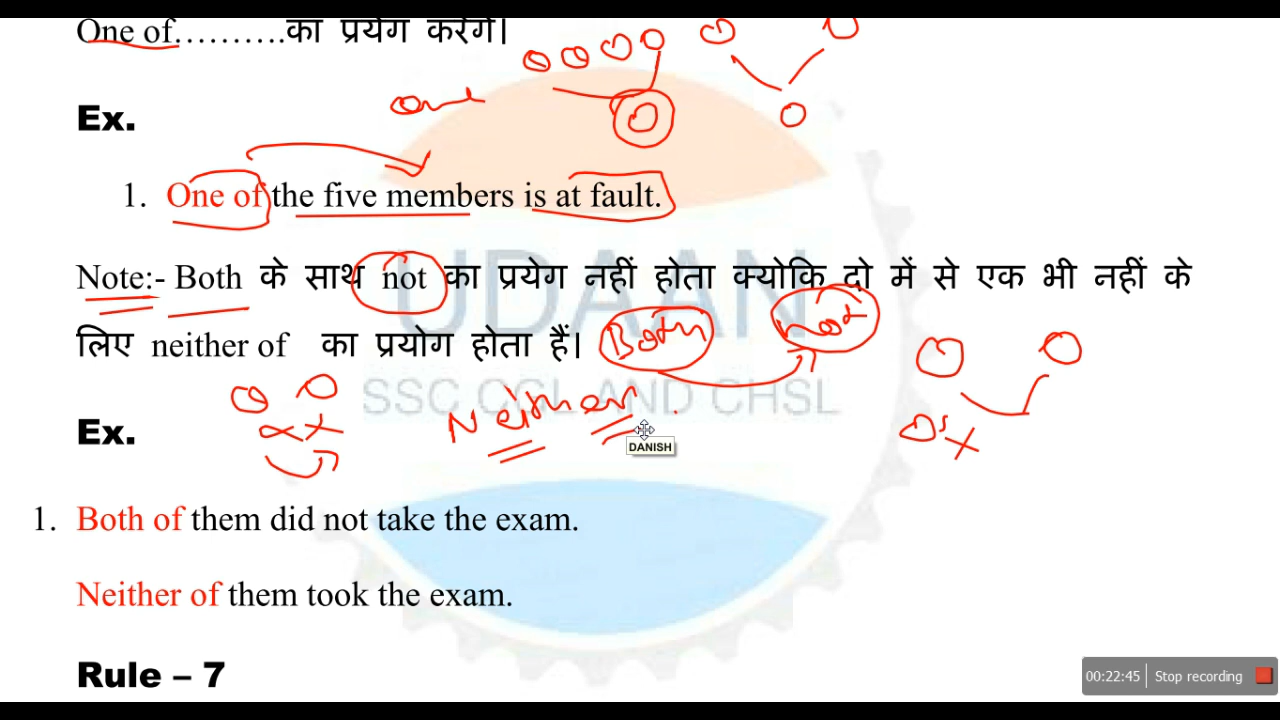 One of..........का प्रयेग करेंगे।
one
Ex.
1. One of the five members is at fault.
Note:- Both के साथ not का प्रयेग नहीं होता क्योकि दो में से एक भी नहीं के
लिए neither of का प्रयोग होता हैं।
Both
not
UDAAN
SSC CGL AND CHSL
Neither
Ex.
DANISH
1. Both of them did not take the exam.
Neither of them took the exam.
Rule – 7
00:22:45 Stop recording